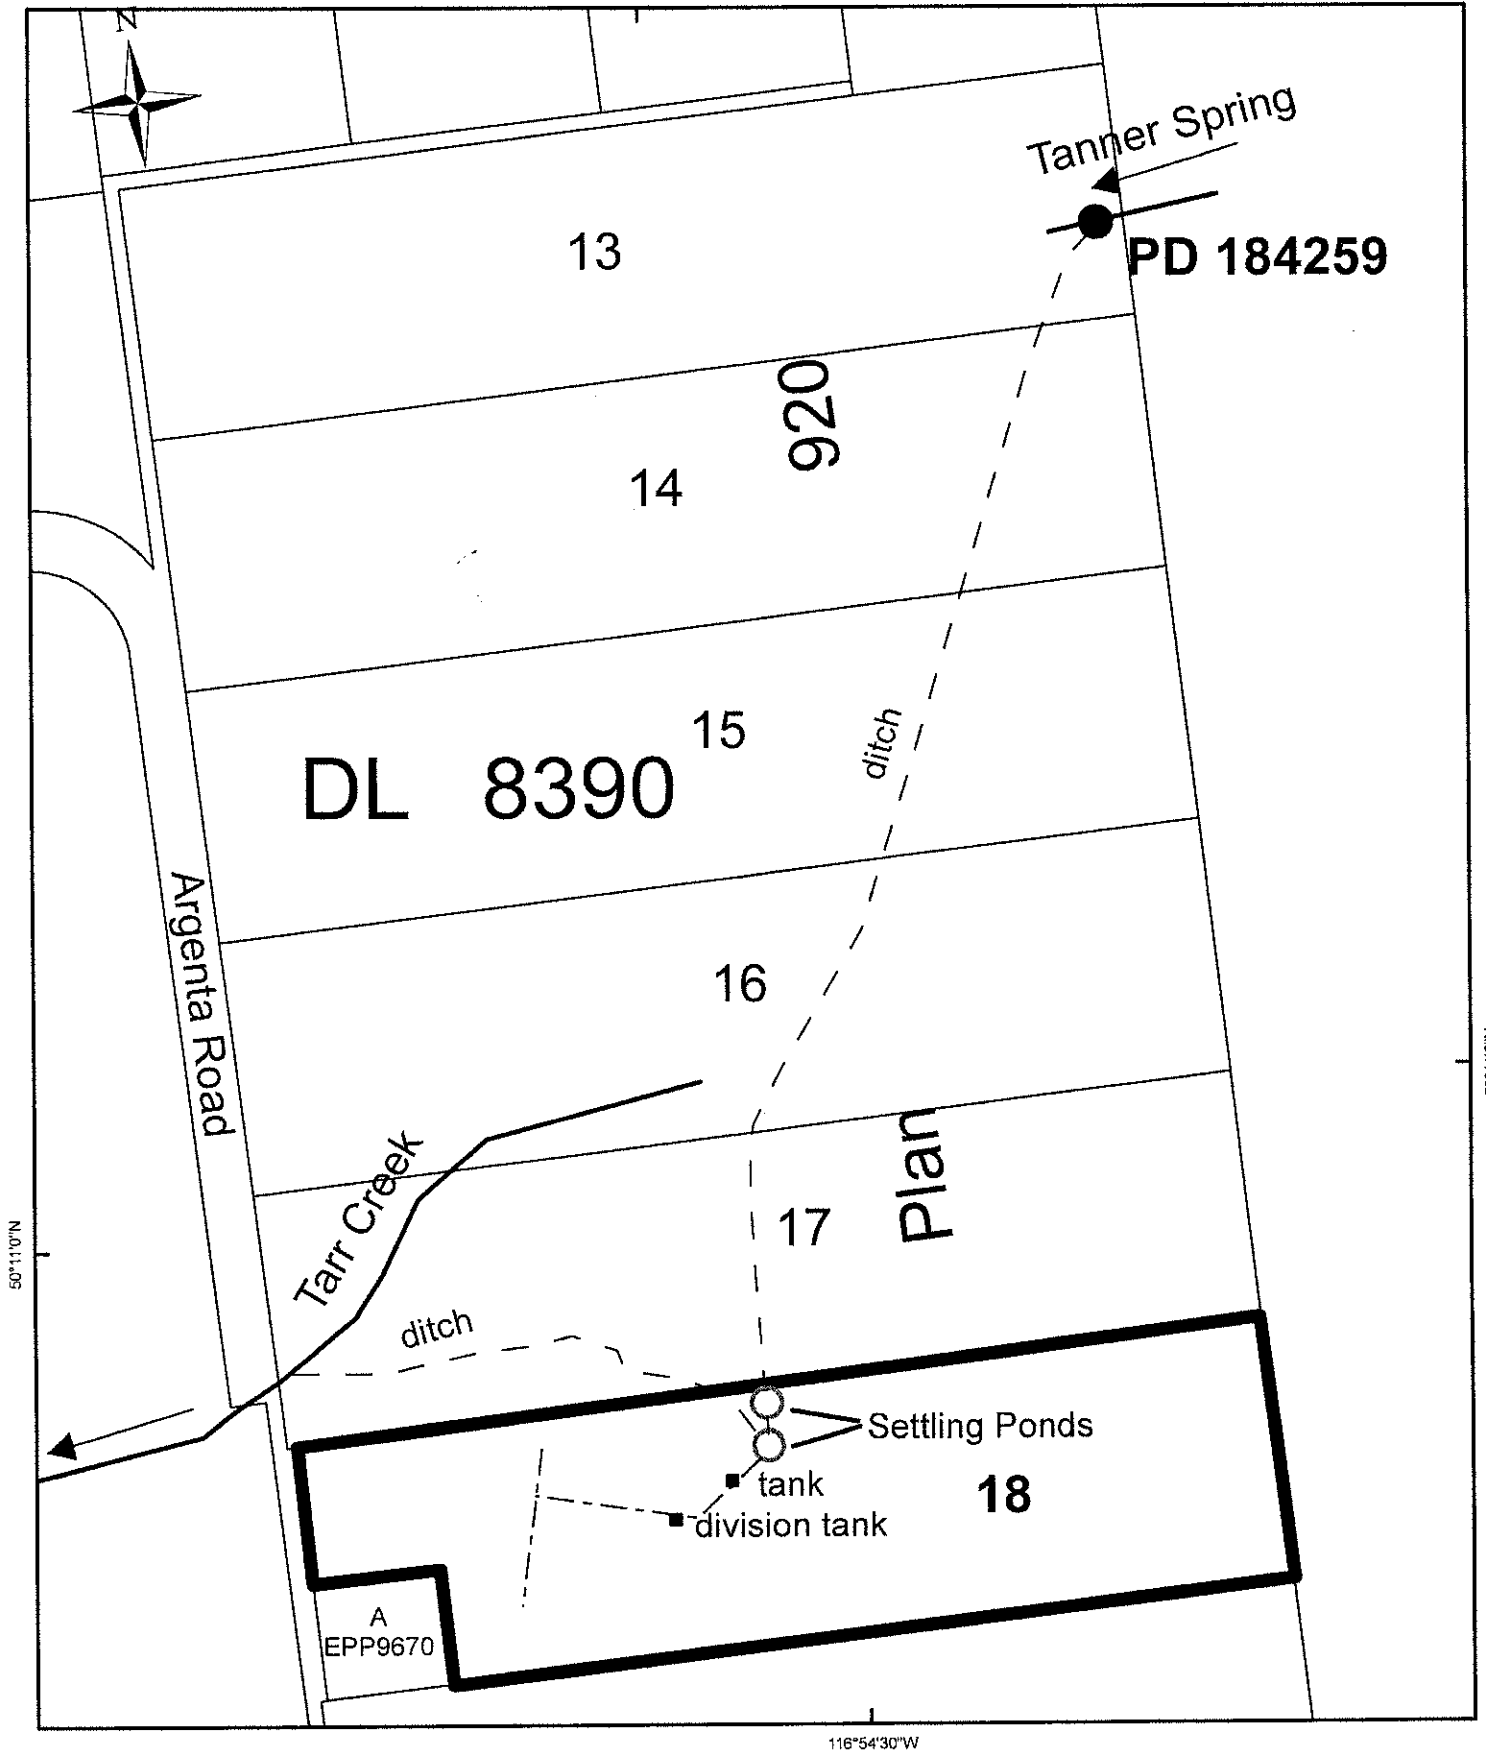 N
Tanner Spring
PD 184259
13
920
14
15
ditch
DL 8390
Argenta Road
16
Tarr Creek
Plan
17
50°11'0"N
ditch
Settling Ponds
tank
18
division tank
A
EPP9670
116°54'30"W